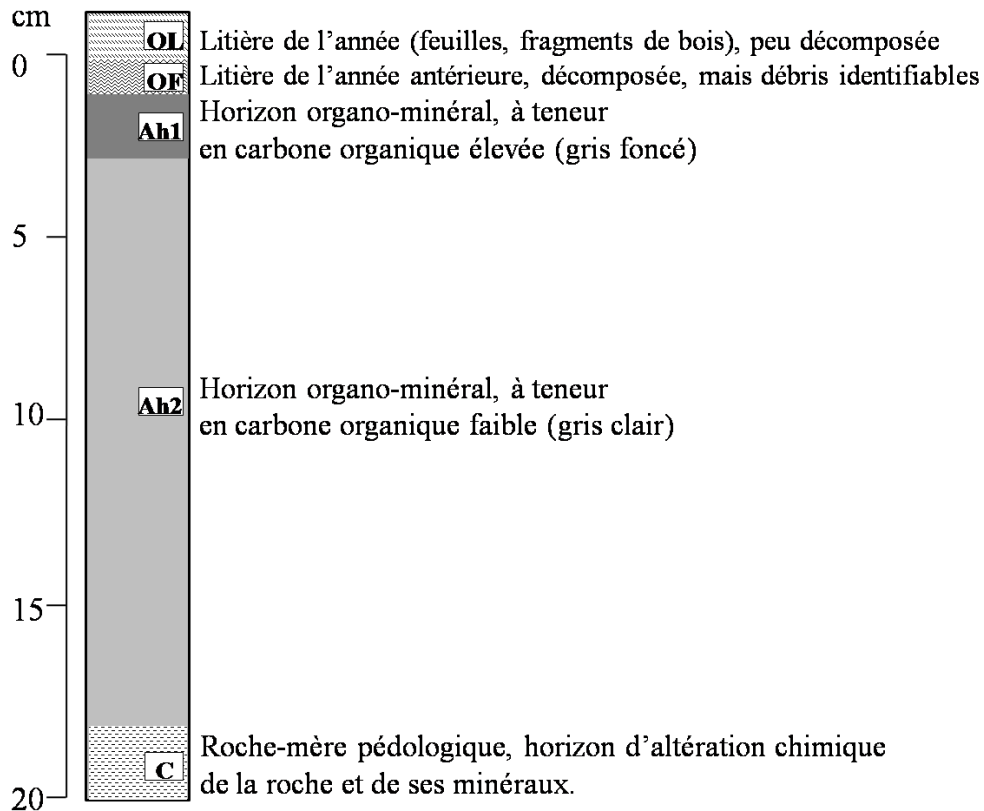 cm
OL Litière de l’année (feuilles, fragments de bois), peu décomposée
0
OF Litière de l’année antérieure, décomposée, mais débris identifiables
Ah1 Horizon organo-minéral, à teneur
en carbone organique élevée (gris foncé)
5
Ah2 Horizon organo-minéral, à teneur
10 en carbone organique faible (gris clair)
15
C Roche-mère pédologique, horizon d’altération chimique
20 de la roche et de ses minéraux.